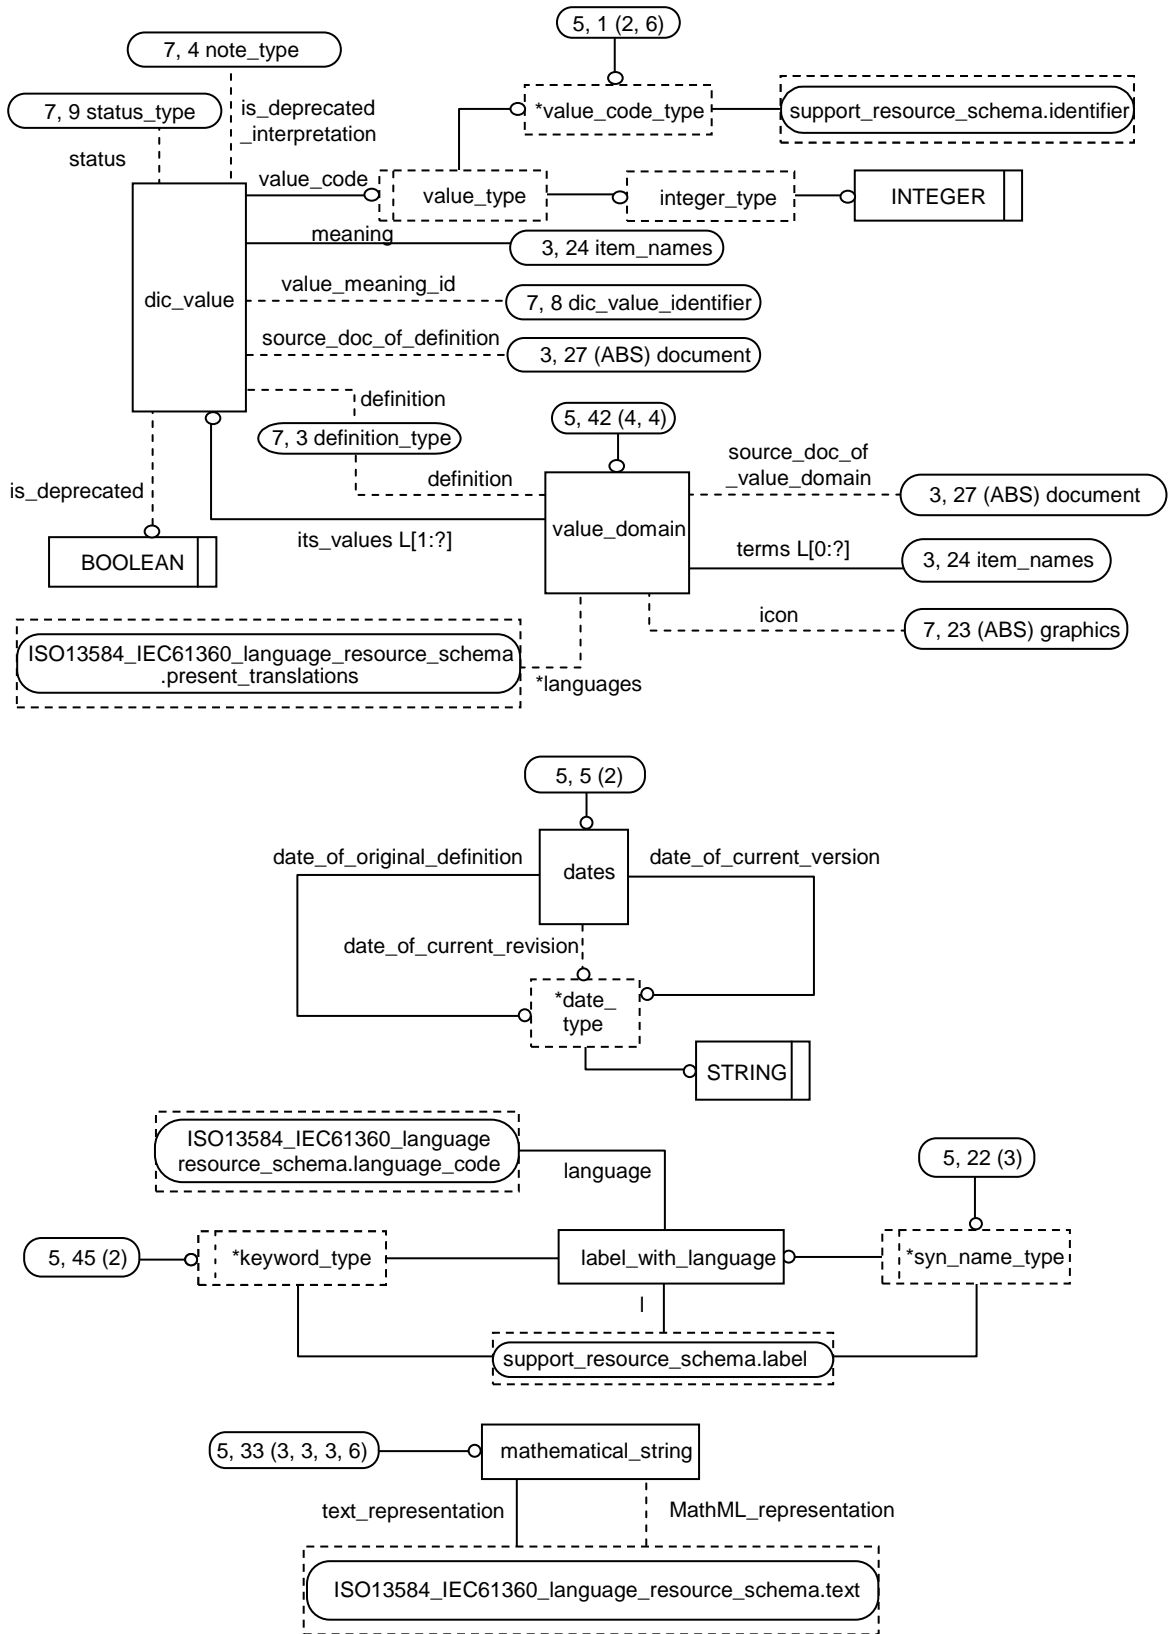 5, 1 (2, 6)
7, 4 note_type
7, 9 status_type
is_deprecated
_interpretation
*value_code_type
support_resource_schema.identifier
status
value_code
value_type
integer_type
INTEGER
meaning
3, 24 item_names
dic_value
value_meaning_id
7, 8 dic_value_identifier
source_doc_of_definition
3, 27 (ABS) document
definition
5, 42 (4, 4)
7, 3 definition_type
source_doc_of
_value_domain
definition
is_deprecated
3, 27 (ABS) document
value_domain
its_values L[1:?]
terms L[0:?]
3, 24 item_names
BOOLEAN
icon
7, 23 (ABS) graphics
ISO13584_IEC61360_language_resource_schema
.present_translations
*languages
5, 5 (2)
date_of_original_definition
dates
date_of_current_version
date_of_current_revision
*date_
type
STRING
ISO13584_IEC61360_language
resource_schema.language_code
language
5, 22 (3)
5, 45 (2)
*keyword_type
label_with_language
*syn_name_type
l
support_resource_schema.label
5, 33 (3, 3, 3, 6)
mathematical_string
text_representation
MathML_representation
ISO13584_IEC61360_language_resource_schema.text